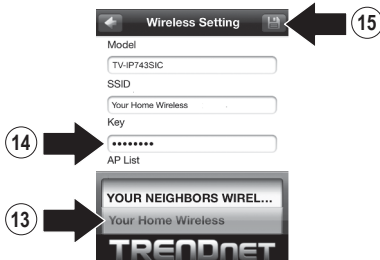 Wireless Setting
15
Model
TV-IP743SIC
SSID
Your Home Wireless
Key
14
••••••••
AP List
YOUR NEIGHBORS WIREL...
13
Your Home Wireless
TRENDNET